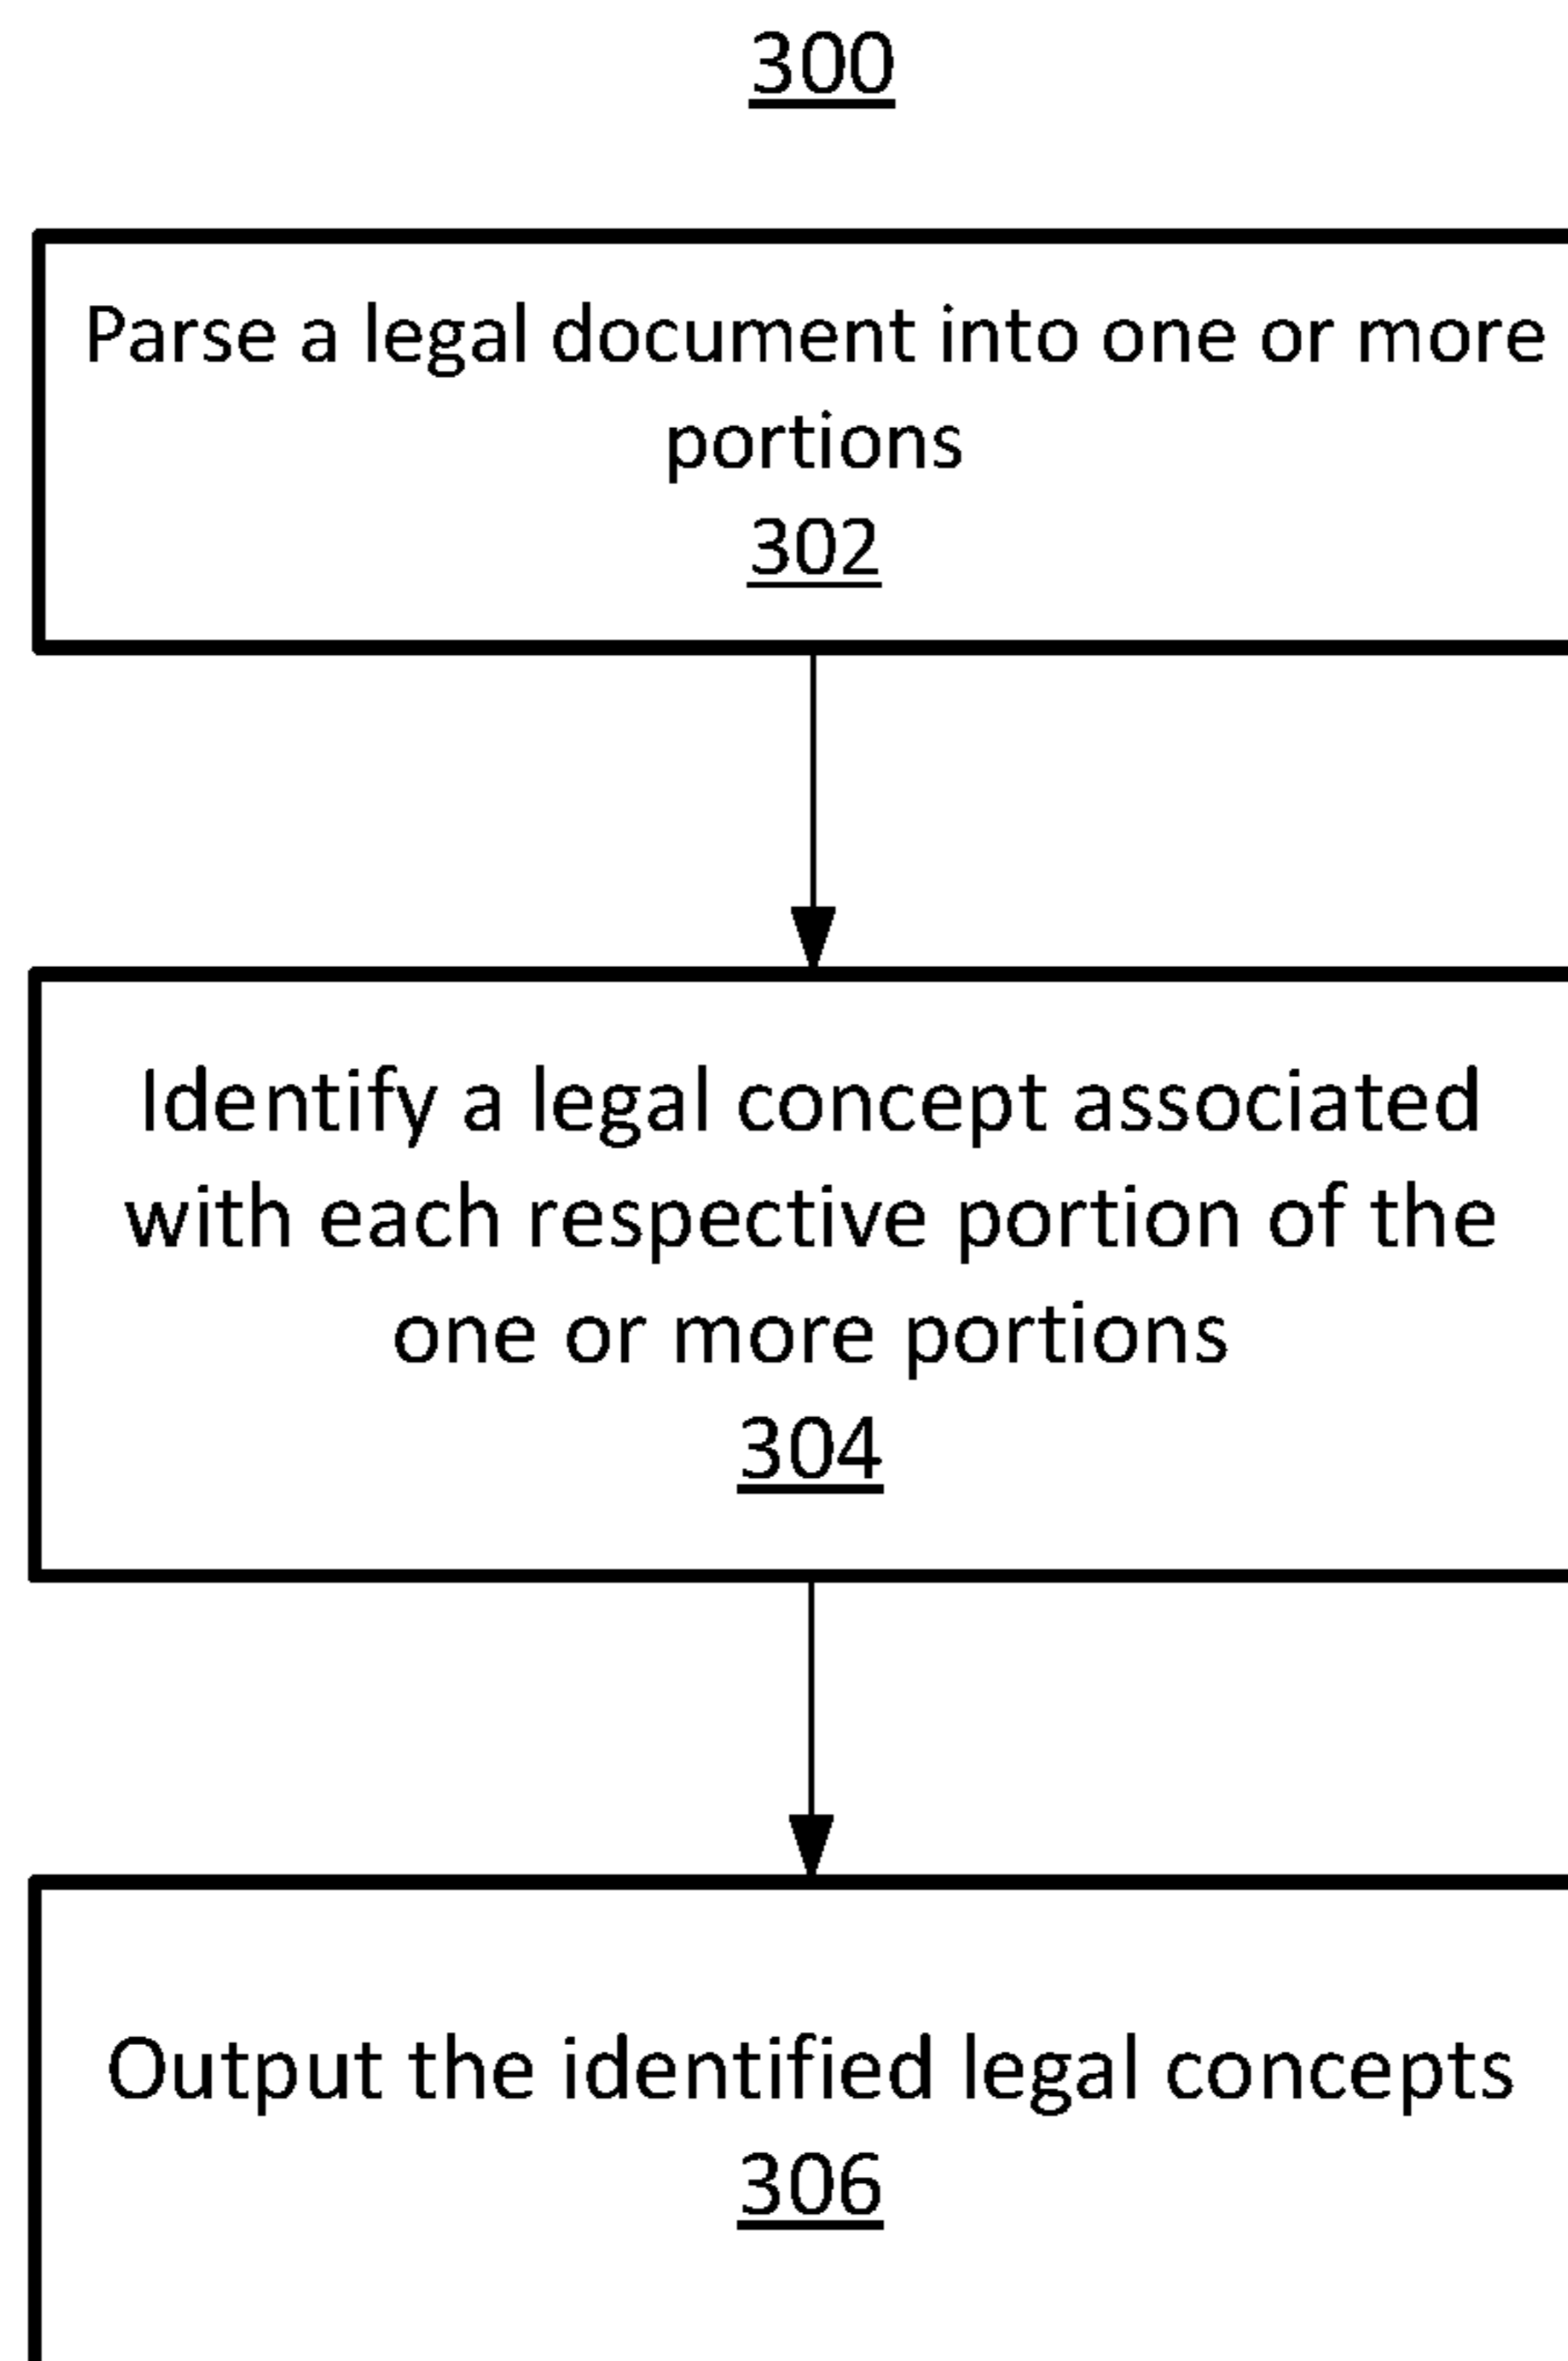 300
Parse a legal document into one or more
portions
302
Identify a legal concept associated
with each respective portion of the
one or more portions
304
Output the identified legal concepts
306